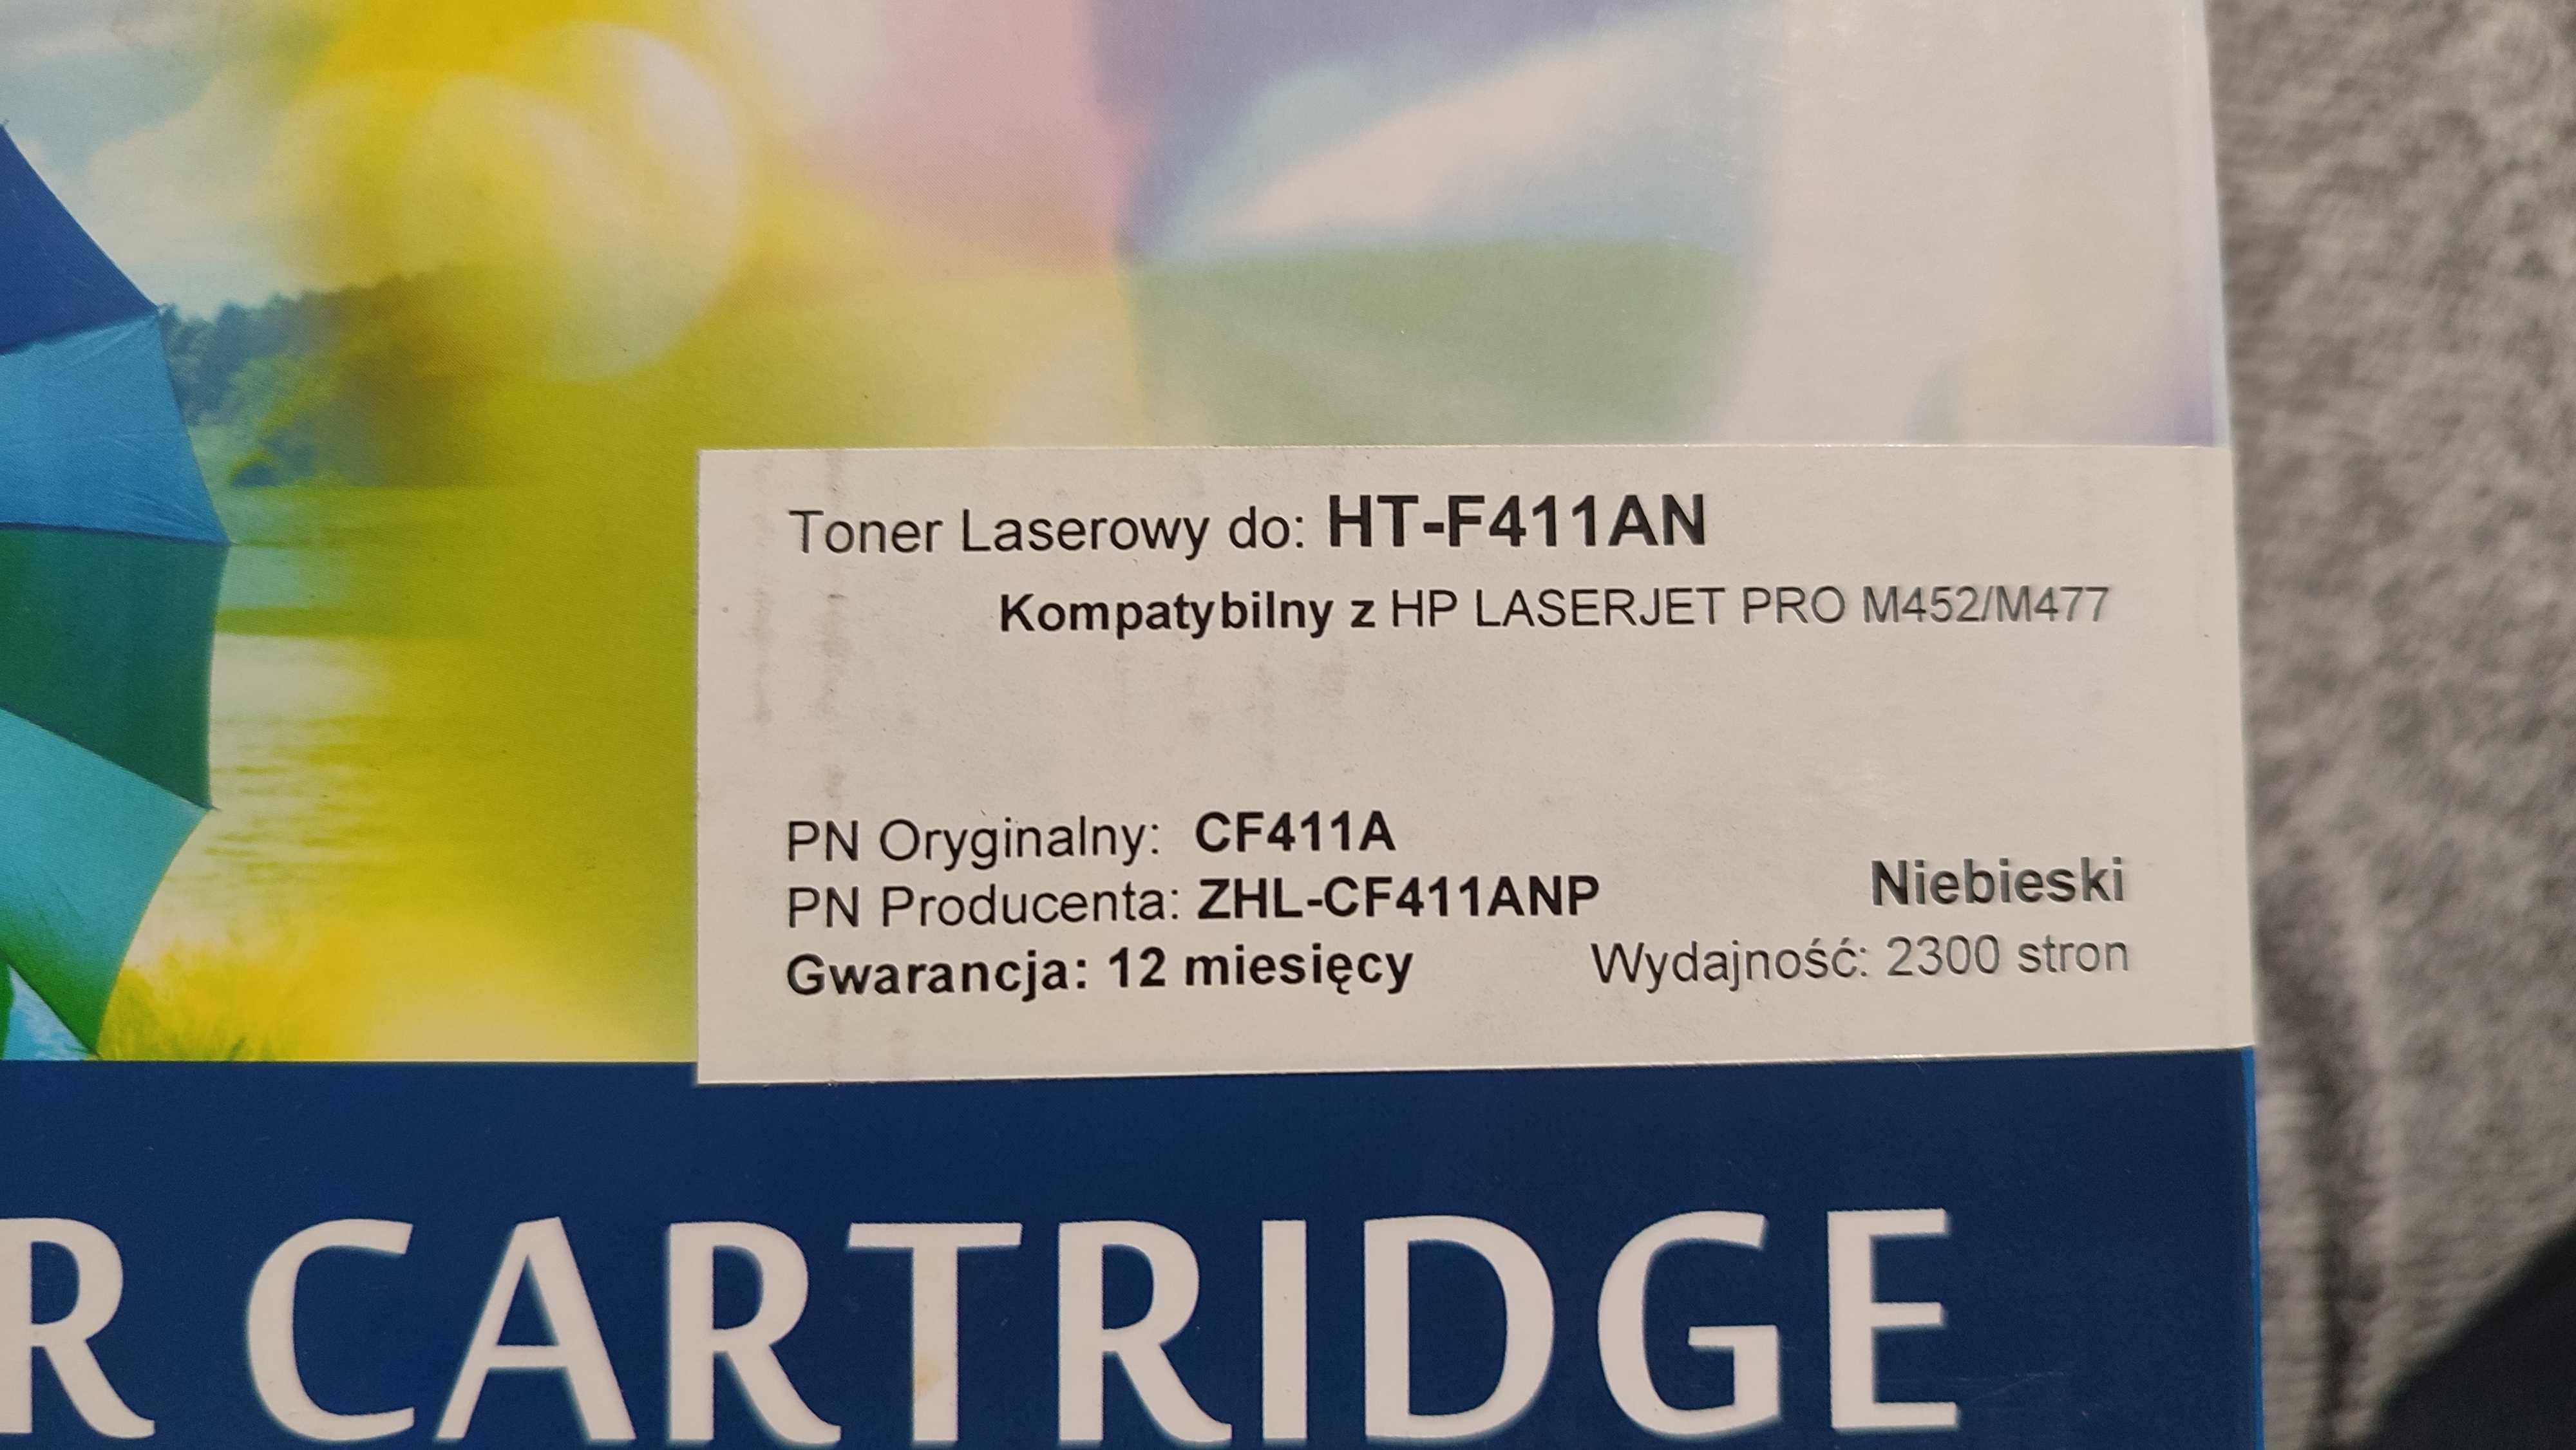 Toner Laserowy do: HT-F411AN
Kompatybilny z HP LASERJET PRO M452/M477
PN Oryginalny: CF411A
PN Producenta: ZHL-CF411ANP
Niebieski
Gwarancja: 12 miesięcy
Wydajność: 2300 stron
R CARTRIDGE